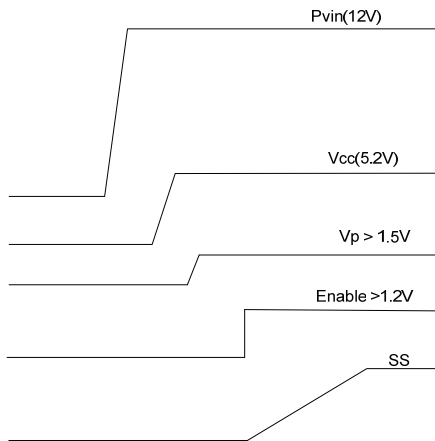 Pvin(12V)
Vcc(5.2V)
Vp > 1.5V
Enable >1.2V
SS